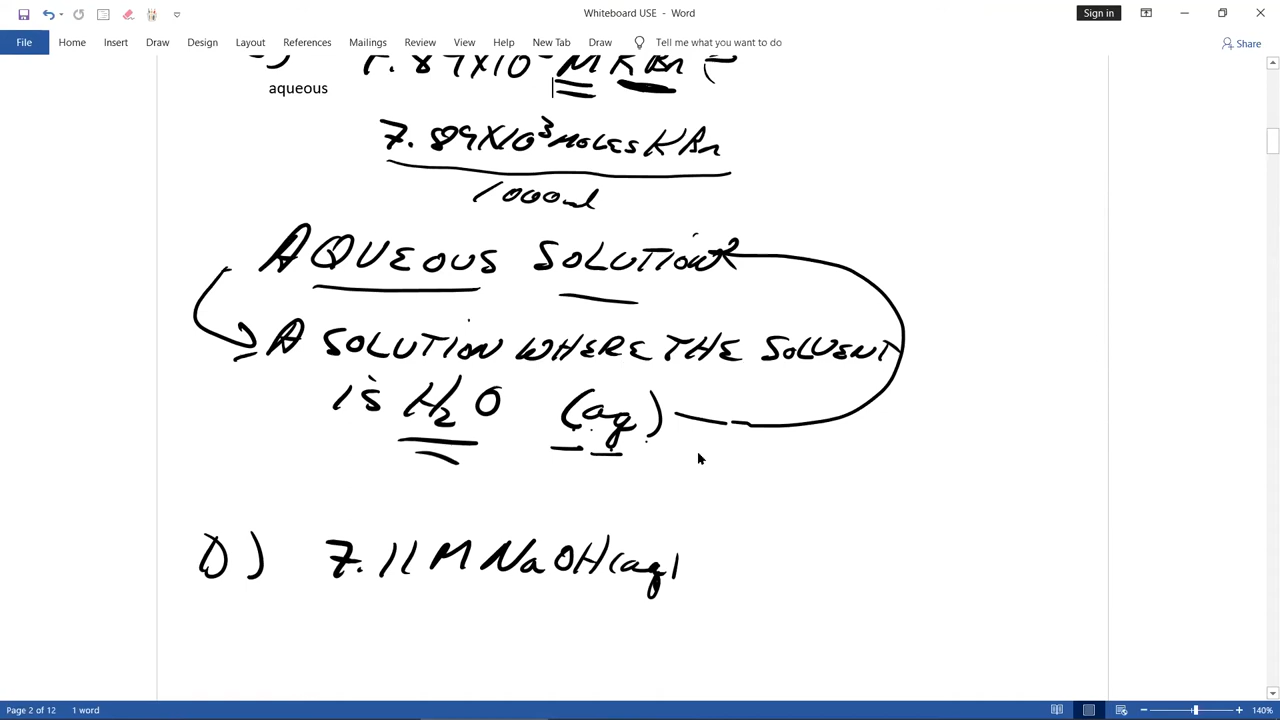 Whiteboard USE - Word
Sign in
File Home Insert Draw Design Layout References Mailings Review View Help New Tab Draw Tell me what you want to do Share
M KBr
aqueous
7.89X10³ MOLES KBr
1000ml
AQUEOUS SOLUTION
A SOLUTION WHERE THE SOLVENT
is H₂O (aq)
D) 7.11 M NaOH(aq)
Page 2 of 12 1 word 140%